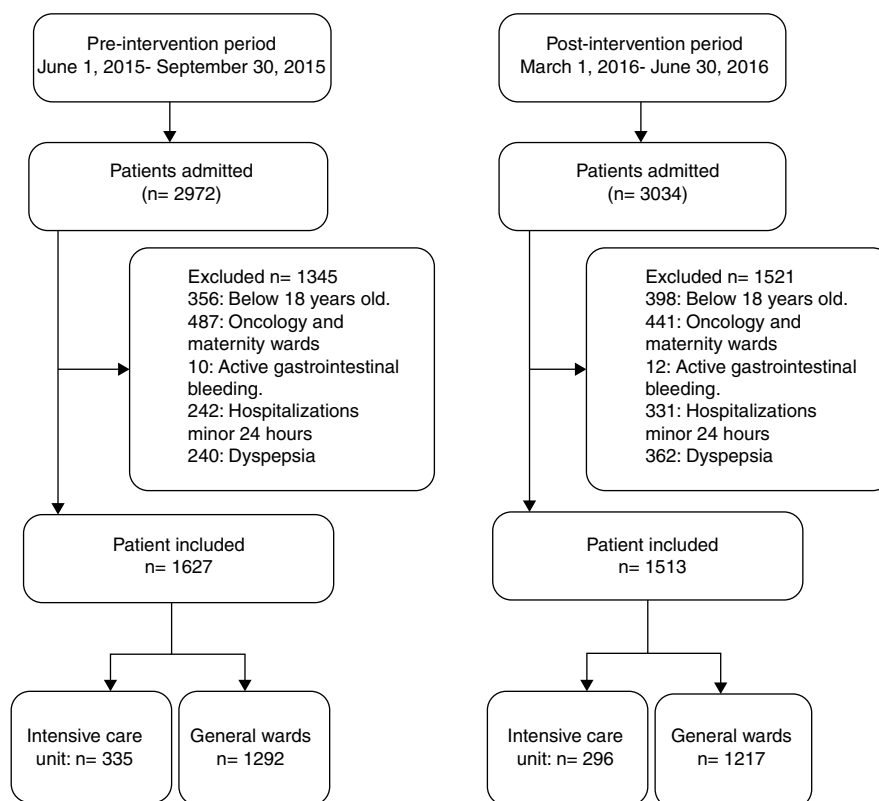 Pre-intervention period
June 1, 2015- September 30, 2015
Patients admitted
(n= 2972)
Excluded n= 1345
356: Below 18 years old.
487: Oncology and
maternity wards
10: Active gastrointestinal
bleeding.
242: Hospitalizations
minor 24 hours
240: Dyspepsia
Patient included
n= 1627
Intensive care
unit: n= 335
General wards
n= 1292
Post-intervention period
March 1, 2016- June 30, 2016
Patients admitted
(n= 3034)
Excluded n= 1521
398: Below 18 years old.
441: Oncology and
maternity wards
12: Active gastrointestinal
bleeding.
331: Hospitalizations
minor 24 hours
362: Dyspepsia
Patient included
n= 1513
Intensive care
unit: n= 296
General wards
n= 1217